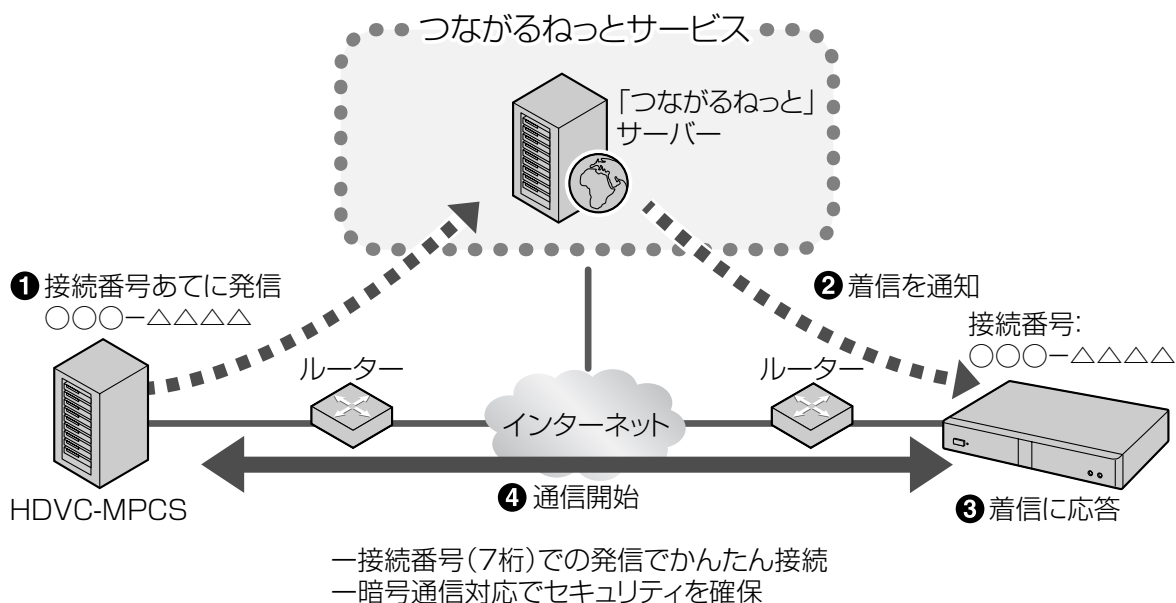 つながるねっとサービス
「つながるねっと」
サーバー
❶接続番号あてに発信
○○○−△△△△
❷着信を通知
接続番号:
○○○−△△△△
ルーター
ルーター
インターネット
HDVC-MPCS
❹通信開始
❸着信に応答
−接続番号(7桁)での発信でかんたん接続
−暗号通信対応でセキュリティを確保